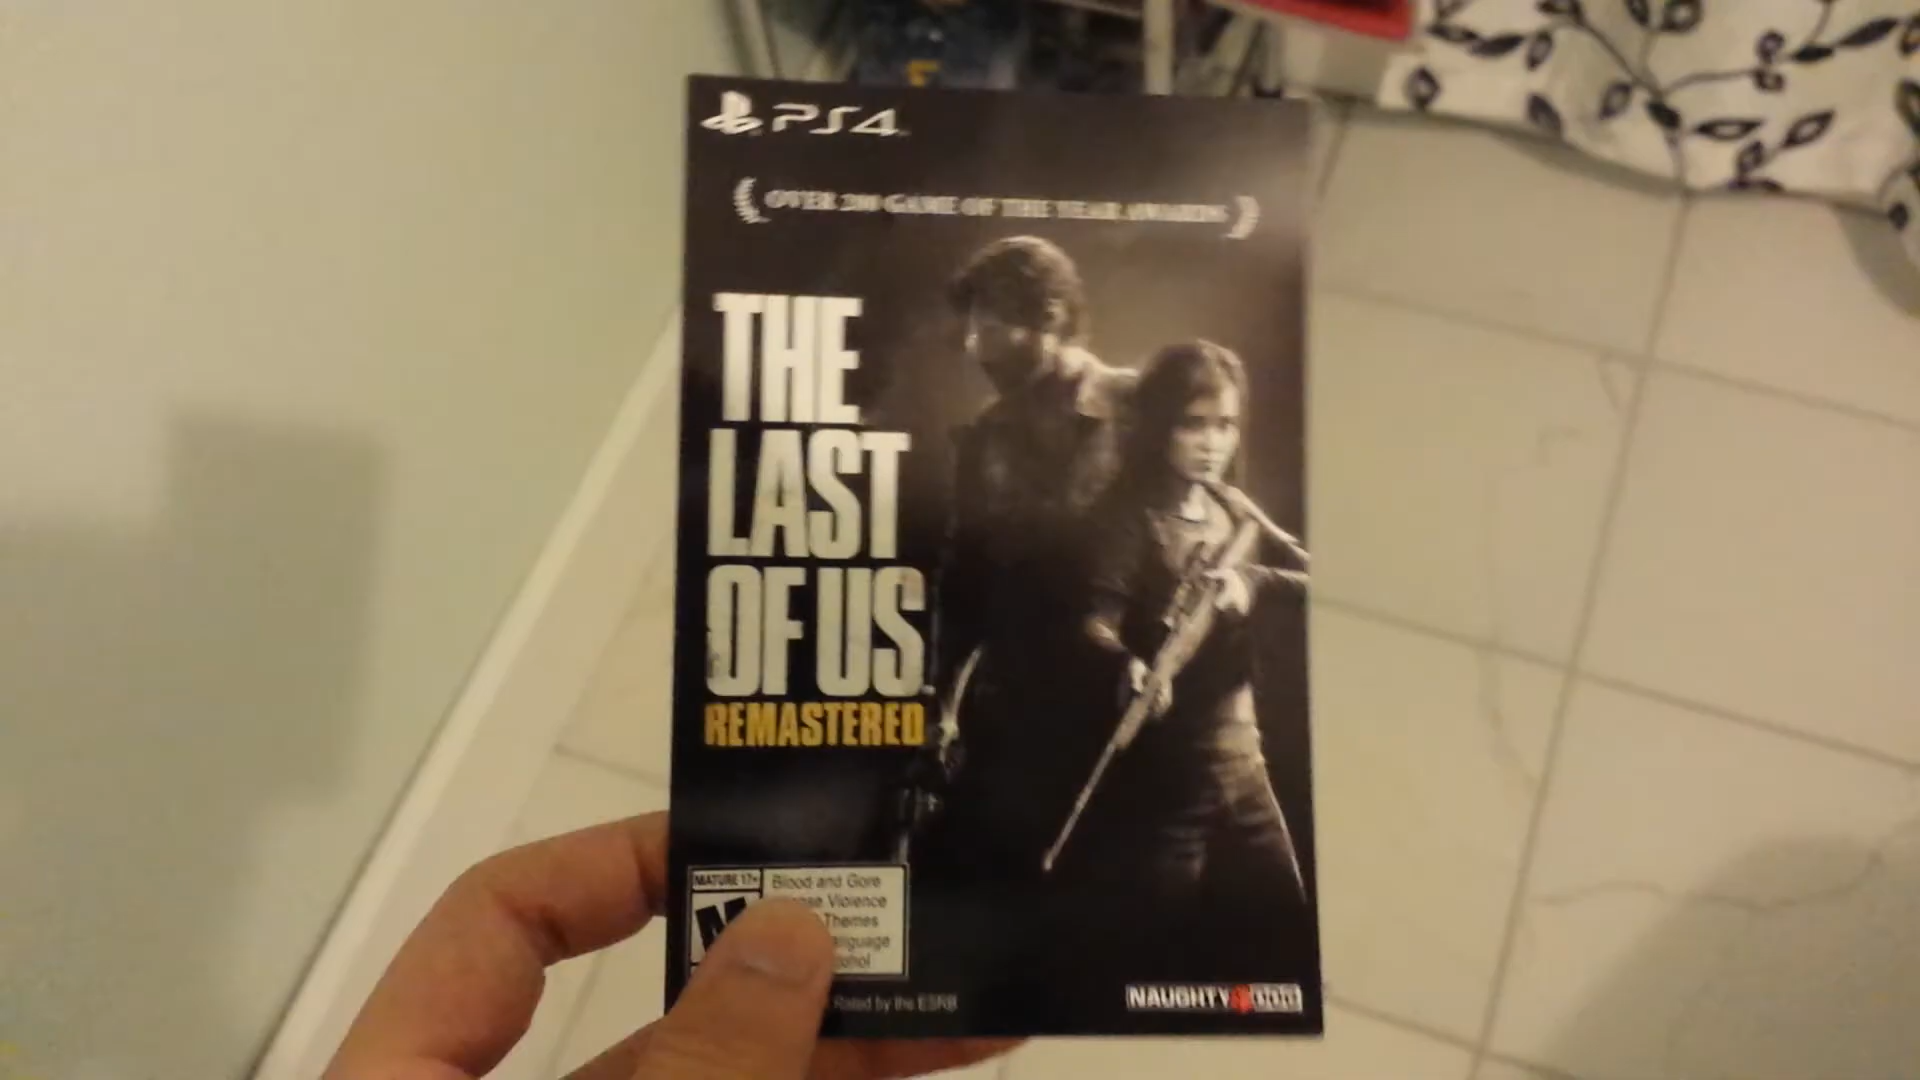 PS4
OVER 200 GAME OF THE YEAR AWARDS
THE
LAST
OF US
REMASTERED
MATURE 17+
M
Blood and Gore
Violence
Themes
Rated by the ESRB
NAUGHTY DOG